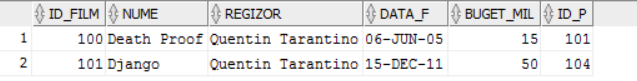 ID_FILM NUME REGIZOR DATA_F BUGET_MIL ID_P
1 100 Death Proof Quentin Tarantino 06-JUN-05 15 101
2 101 Django Quentin Tarantino 15-DEC-11 50 104